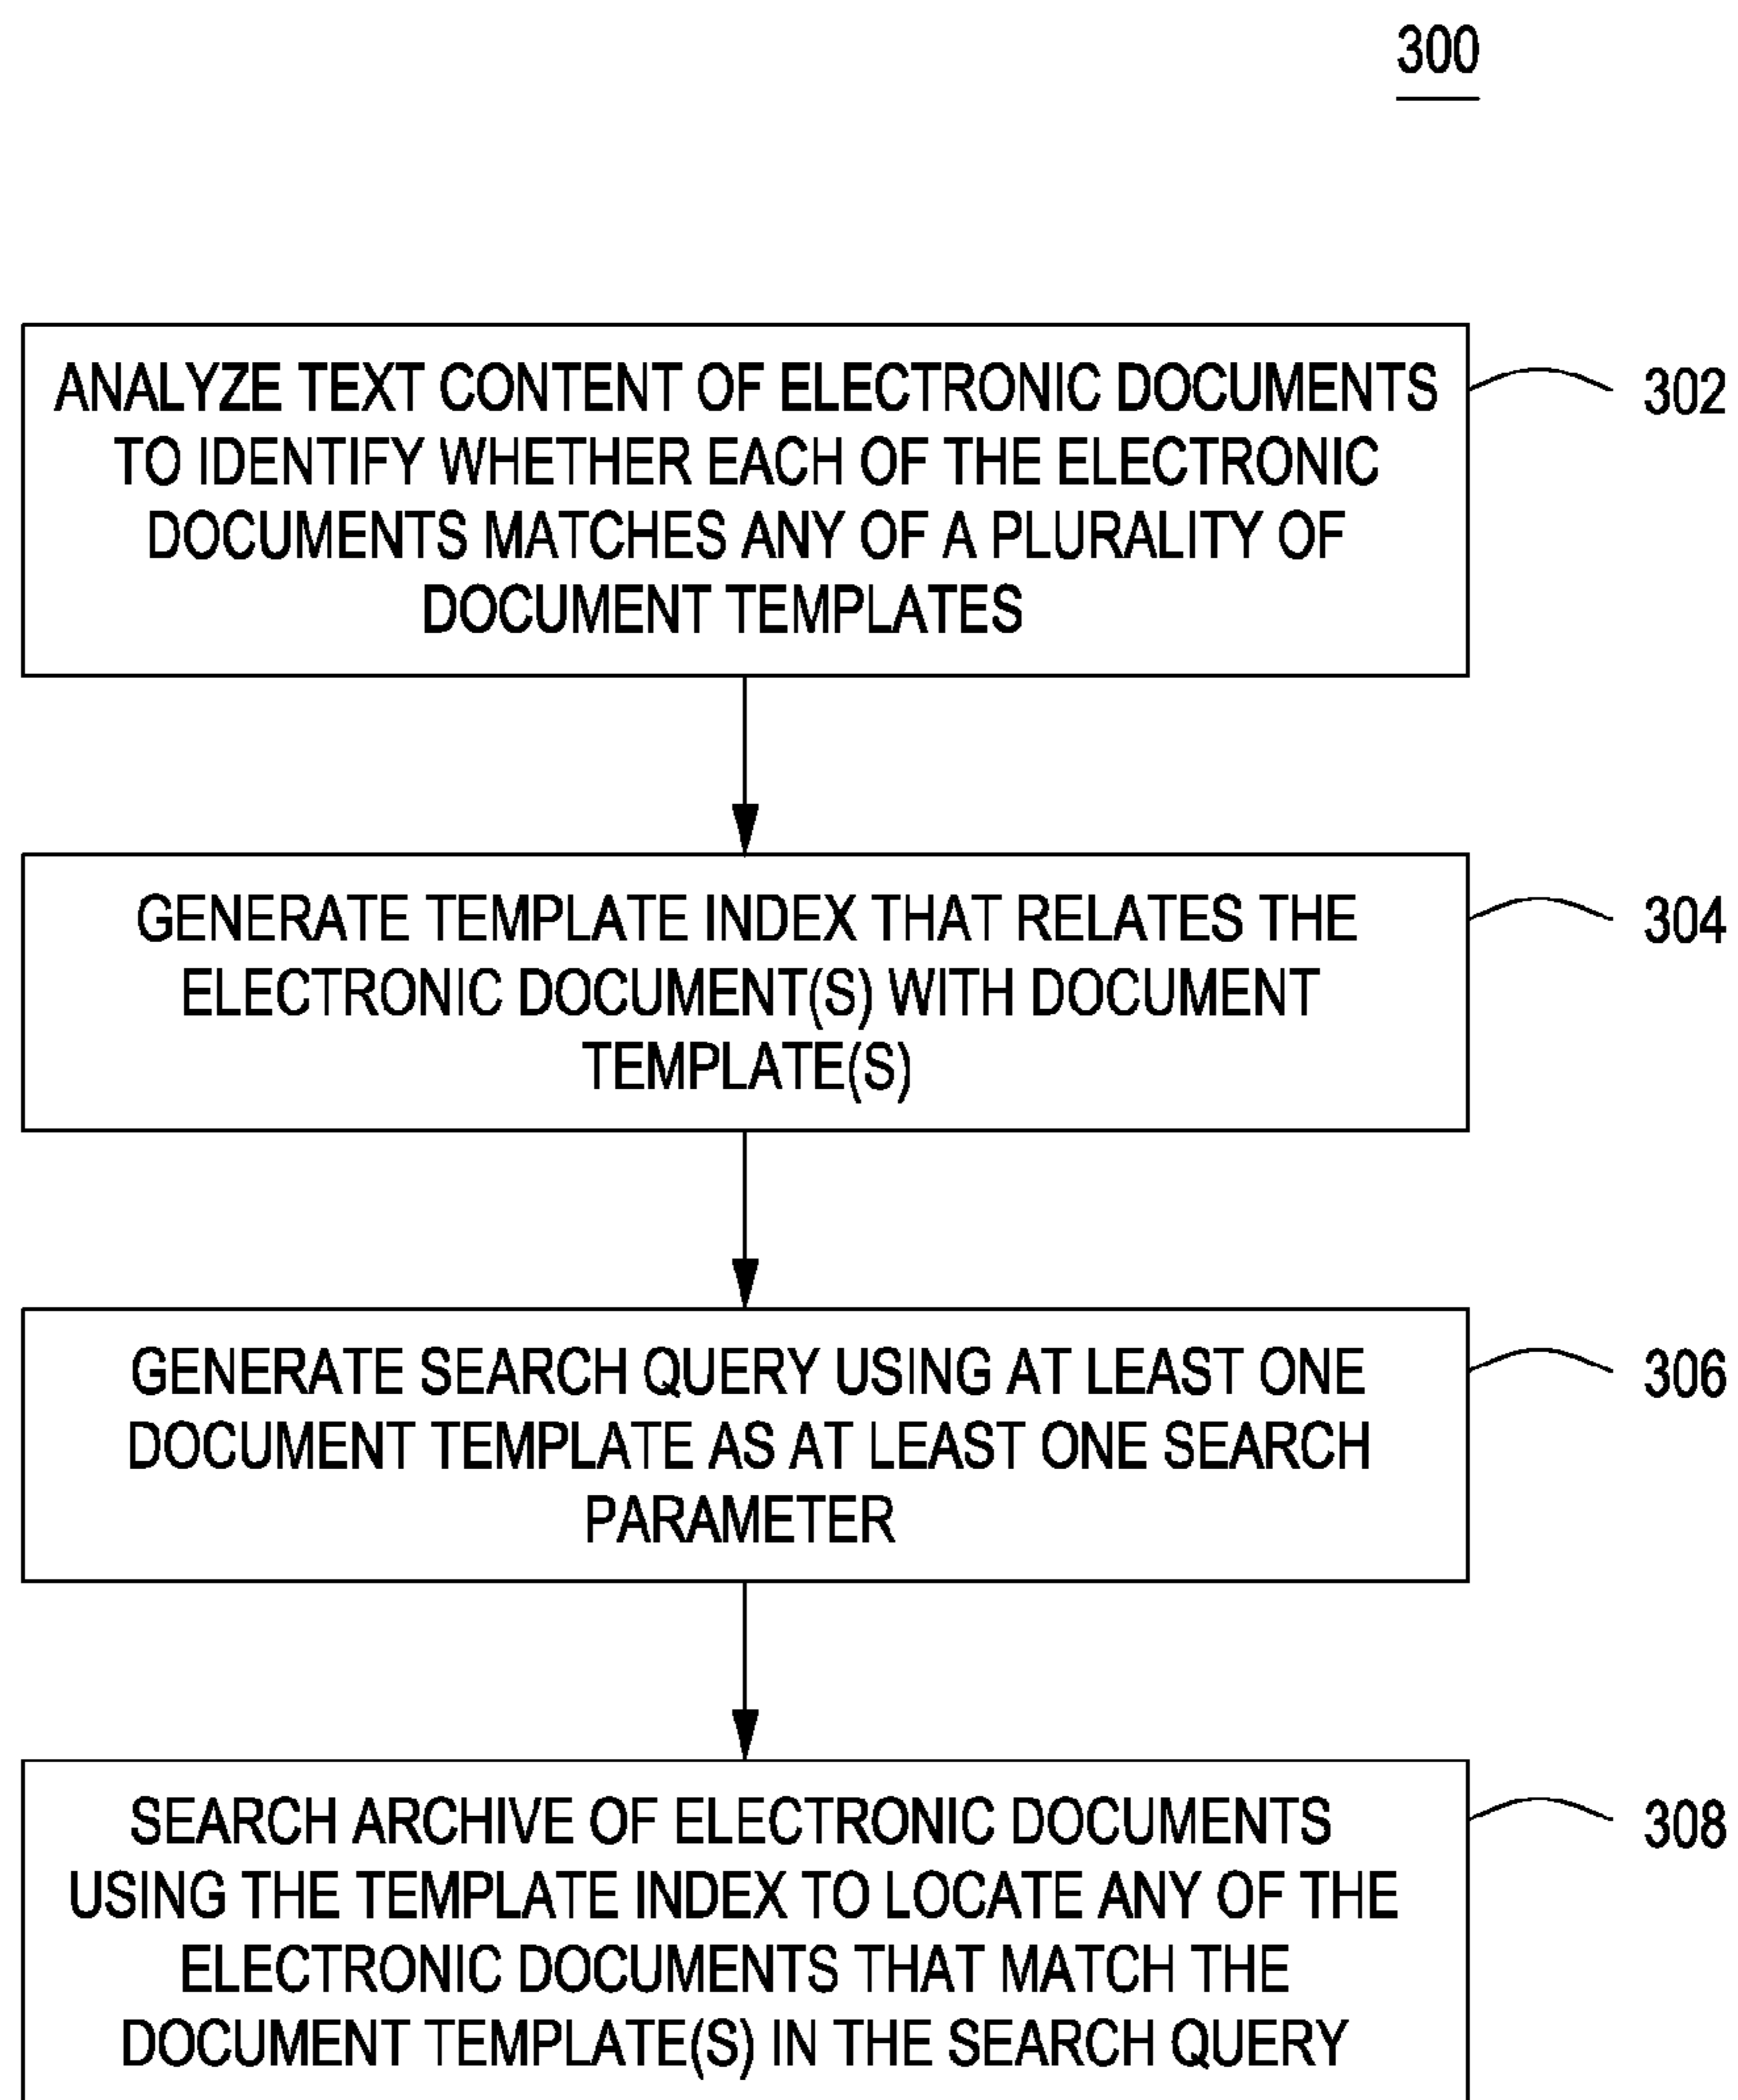 300
ANALYZE TEXT CONTENT OF ELECTRONIC DOCUMENTS
TO IDENTIFY WHETHER EACH OF THE ELECTRONIC
DOCUMENTS MATCHES ANY OF A PLURALITY OF
DOCUMENT TEMPLATES
302
GENERATE TEMPLATE INDEX THAT RELATES THE
ELECTRONIC DOCUMENT(S) WITH DOCUMENT
TEMPLATE(S)
304
GENERATE SEARCH QUERY USING AT LEAST ONE
DOCUMENT TEMPLATE AS AT LEAST ONE SEARCH
PARAMETER
306
SEARCH ARCHIVE OF ELECTRONIC DOCUMENTS
USING THE TEMPLATE INDEX TO LOCATE ANY OF THE
ELECTRONIC DOCUMENTS THAT MATCH THE
DOCUMENT TEMPLATE(S) IN THE SEARCH QUERY
308